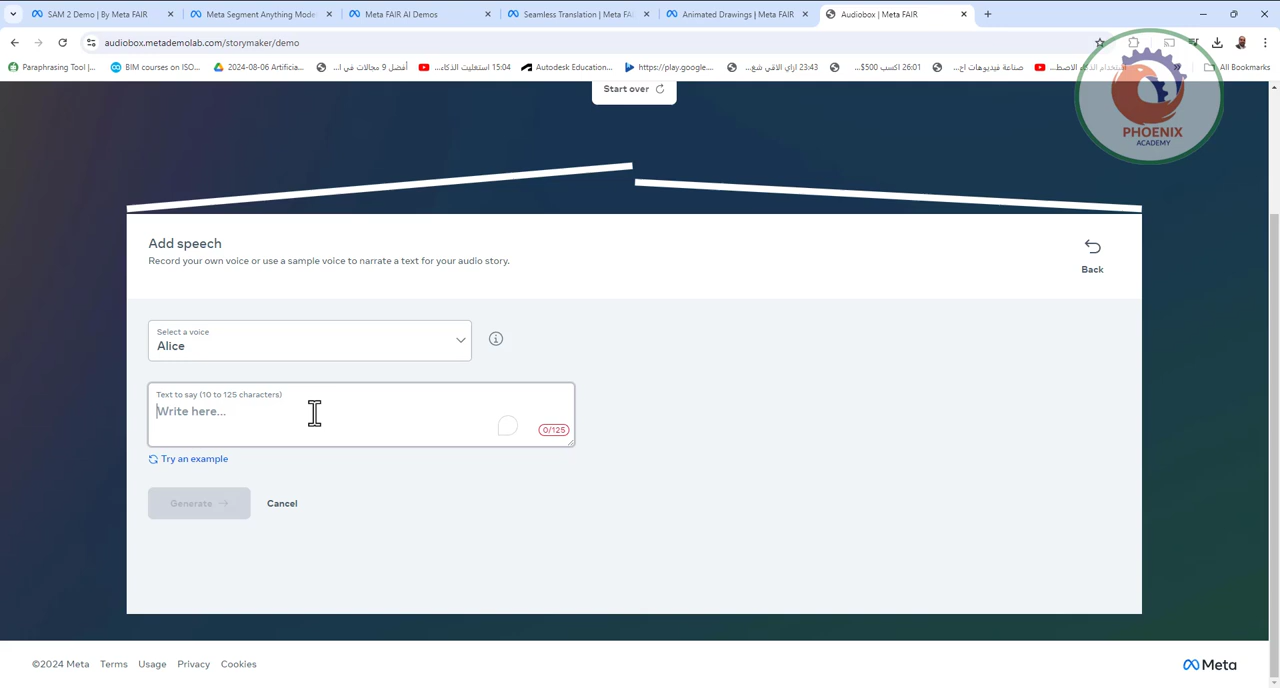 SAM 2 Demo | By Meta FAIR
Meta Segment Anything Mode
Meta FAIR AI Demos
Seamless Translation | Meta FA
Animated Drawings | Meta FAIR
Audiobox | Meta FAIR
audiobox.metademolab.com/storymaker/demo
Paraphrasing Tool |...
BIM courses on ISO...
2024-08-06 Artificia...
أفضل 9 مجالات في ا...
15:04 استغليت الذكاء
Autodesk Education...
https://play.google....
23:43 ازاي الاقي شغ...
26:01 اكسب 500$...
صناعة فيديوهات اح...
All Bookmarks
PHOENIX
ACADEMY
Start over
Add speech
Record your own voice or use a sample voice to narrate a text for your audio story.
Back
Select a voice
Alice
Text to say (10 to 125 characters)
Write here...
0/125
Try an example
Generate
Cancel
©2024 Meta
Terms
Usage
Privacy
Cookies
Meta